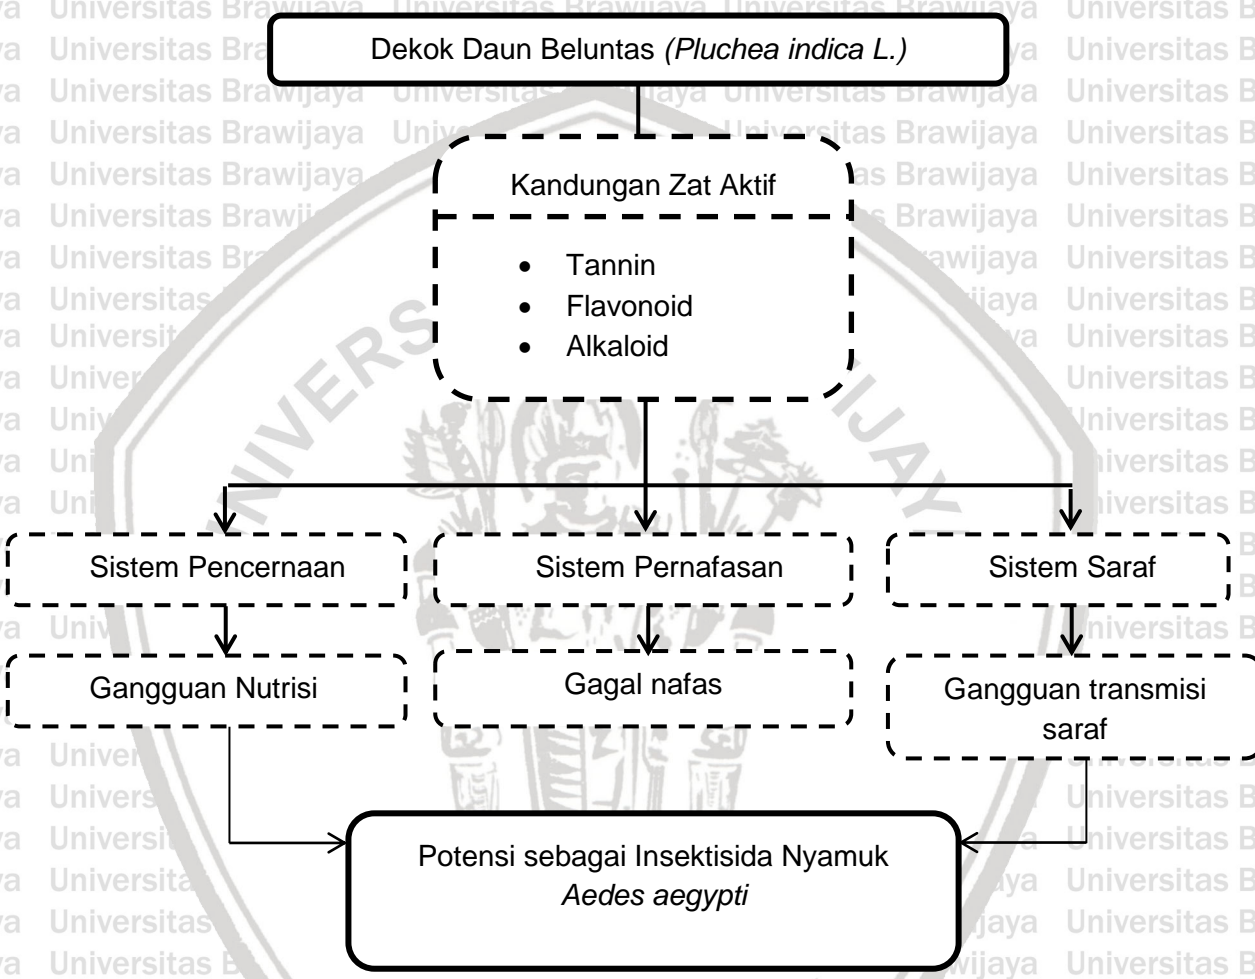 Dekok Daun Beluntas (Pluchea indica L.)
Kandungan Zat Aktif
• Tannin
• Flavonoid
• Alkaloid
Sistem Pencernaan
Sistem Pernafasan
Sistem Saraf
Gangguan Nutrisi
Gagal nafas
Gangguan transmisi
saraf
Potensi sebagai Insektisida Nyamuk
Aedes aegypti